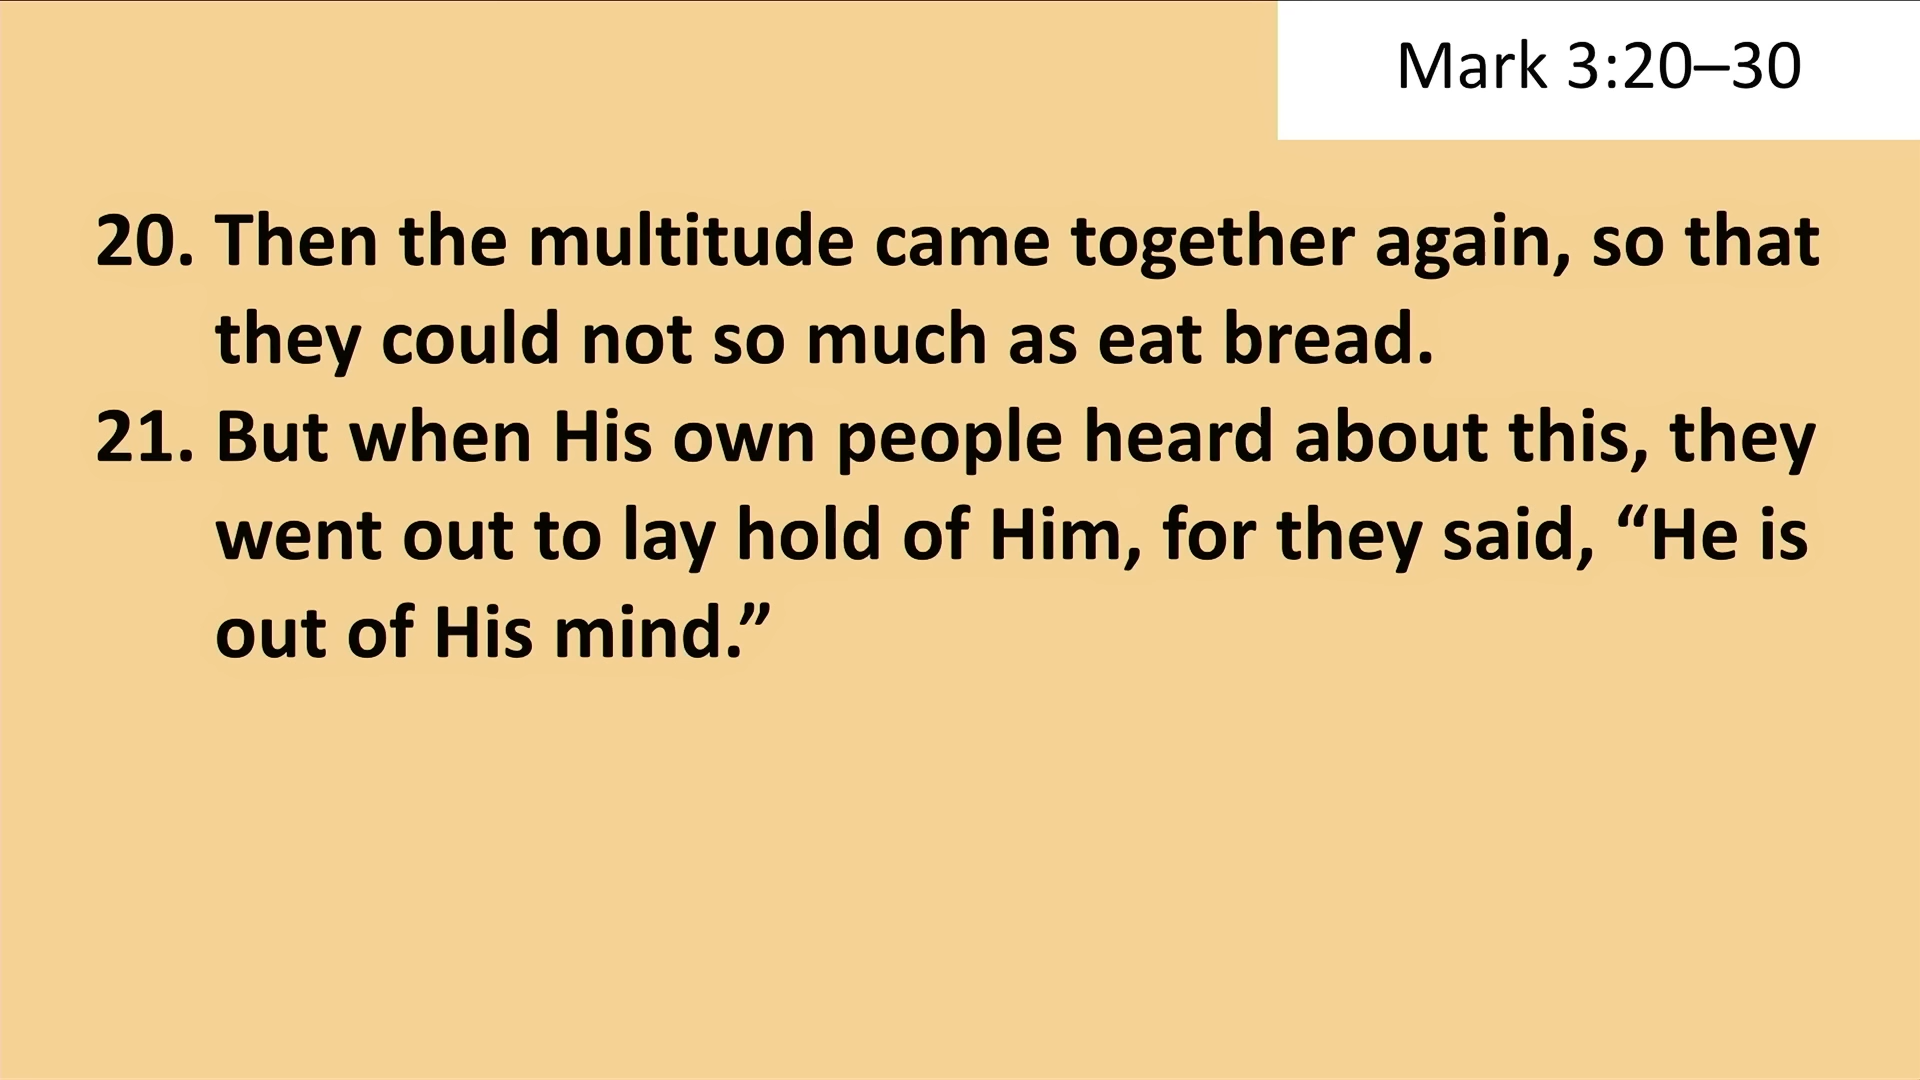 Mark 3:20–30
20. Then the multitude came together again, so that
they could not so much as eat bread.
21. But when His own people heard about this, they
went out to lay hold of Him, for they said, “He is
out of His mind.”